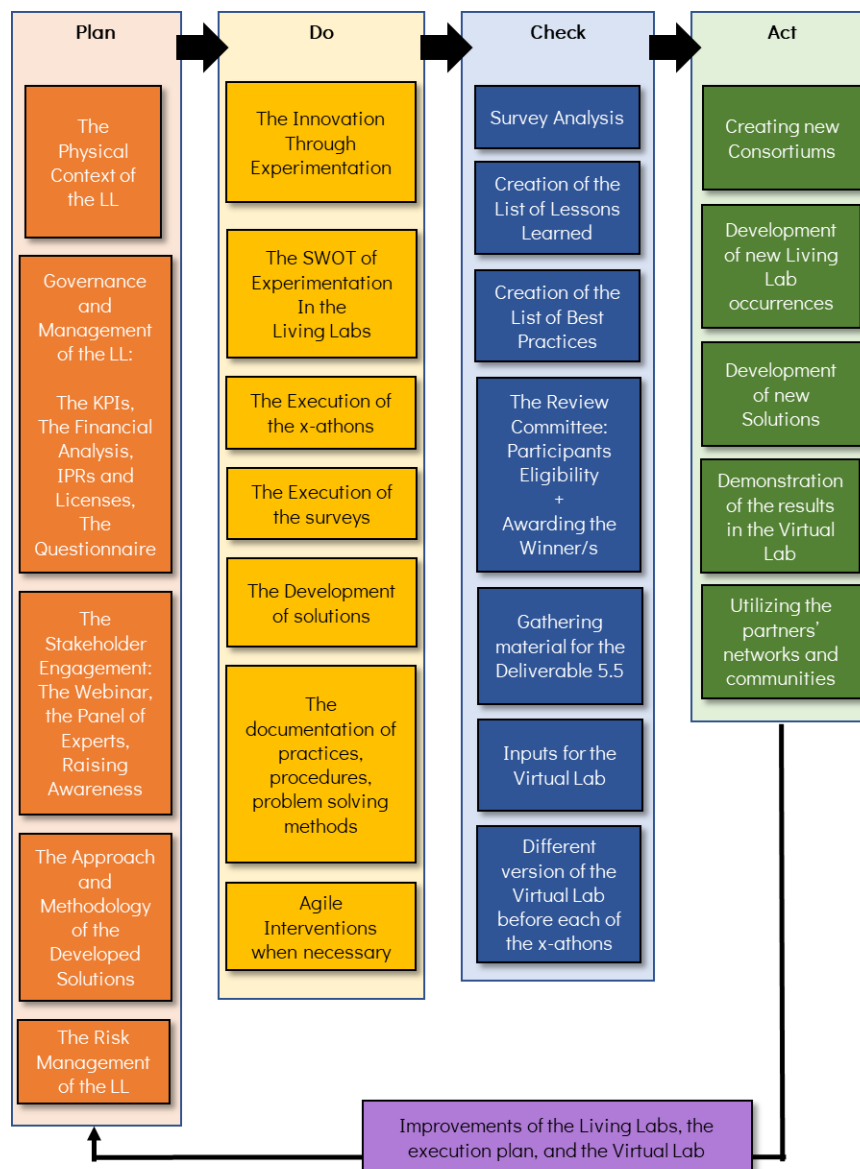 Plan
The
Physical
Context of
the LL
Governance
and
Management
of the LL:
The KPIs,
The Financial
Analysis,
IPRs and
Licenses,
The
Questionnaire
The
Stakeholder
Engagement:
The Webinar,
the Panel of
Experts,
Raising
Awareness
The Approach
and
Methodology
of the
Developed
Solutions
The Risk
Management
of the LL
Do
The Innovation
Through
Experimentation
The SWOT of
Experimentation
In the
Living Labs
The Execution of
the x-athons
The Execution of
the surveys
The Development
of solutions
The
documentation of
practices,
procedures,
problem solving
methods
Agile
Interventions
when necessary
Check
Survey Analysis
Creation of the
List of Lessons
Learned
Creation of the
List of Best
Practices
The Review
Committee:
Participants
Eligibility
+
Awarding the
Winner/s
Gathering
material for the
Deliverable 5.5
Inputs for the
Virtual Lab
Different
version of the
Virtual Lab
before each of
the x-athons
Act
Creating new
Consortiums
Development
of new Living
Lab
occurrences
Development
of new
Solutions
Demonstration
of the results
in the Virtual
Lab
Utilizing the
partners'
networks and
communities
Improvements of the Living Labs, the
execution plan, and the Virtual Lab